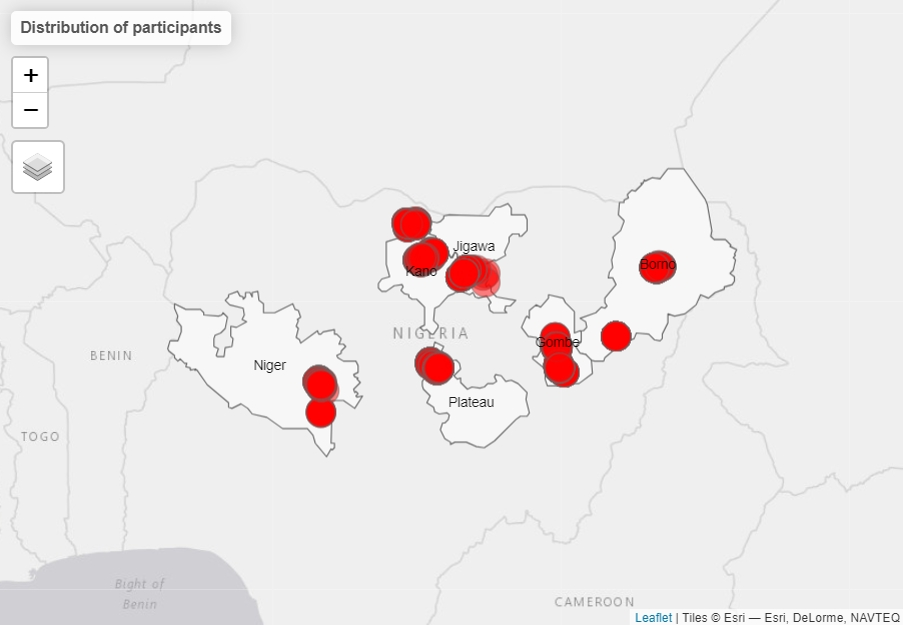 Distribution of participants
+
−
Jigawa
Kano
Borno
NIGERIA
Gombe
BENIN
Niger
Plateau
TOGO
Bight of
Benin
CAMEROON
Leaflet | Tiles © Esri — Esri, DeLorme, NAVTEQ